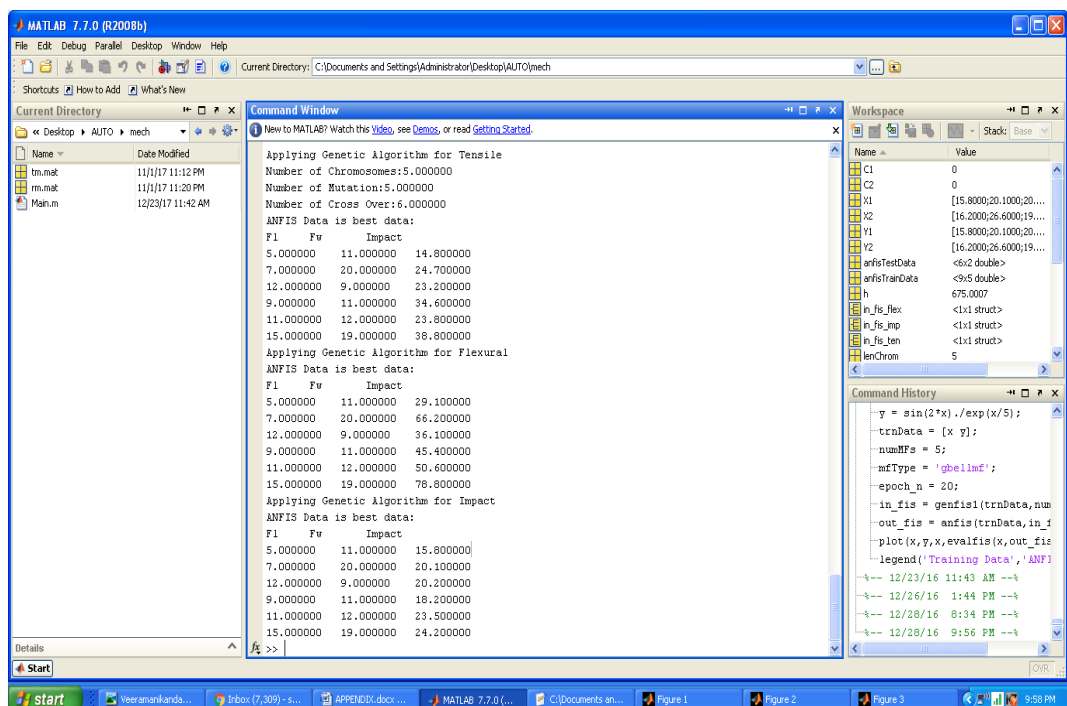 MATLAB 7.7.0 (R2008b)
File Edit Debug Parallel Desktop Window Help
Current Directory: C:\Documents and Settings\Administrator\Desktop\AUTO\mech
Shortcuts How to Add What's New
Current Directory
« Desktop AUTO mech
Name Date Modified
tm.mat 11/1/17 11:12 PM
rm.mat 11/1/17 11:20 PM
Main.m 12/23/17 11:42 AM
Details
Command Window
New to MATLAB? Watch this Video, see Demos, or read Getting Started.
Applying Genetic Algorithm for Tensile
Number of Chromosomes:5.000000
Number of Mutation:5.000000
Number of Cross Over:6.000000
ANFIS Data is best data:
Fl Fw Impact
5.000000 11.000000 14.800000
7.000000 20.000000 24.700000
12.000000 9.000000 23.200000
9.000000 11.000000 34.600000
11.000000 12.000000 23.800000
15.000000 19.000000 38.800000
Applying Genetic Algorithm for Flexural
ANFIS Data is best data:
Fl Fw Impact
5.000000 11.000000 29.100000
7.000000 20.000000 66.200000
12.000000 9.000000 36.100000
9.000000 11.000000 45.400000
11.000000 12.000000 50.600000
15.000000 19.000000 78.800000
Applying Genetic Algorithm for Impact
ANFIS Data is best data:
Fl Fw Impact
5.000000 11.000000 15.800000
7.000000 20.000000 20.100000
12.000000 9.000000 20.200000
9.000000 11.000000 18.200000
11.000000 12.000000 23.500000
15.000000 19.000000 24.200000
fx >>
Workspace
Stack: Base
Name Value
C1 0
C2 0
X1 [15.8000;20.1000;20....
X2 [16.2000;26.6000;19....
Y1 [15.8000;20.1000;20....
Y2 [16.2000;26.6000;19....
anfisTestData <6x2 double>
anfisTrainData <9x5 double>
h 675.0007
in_fis_flex <1x1 struct>
in_fis_imp <1x1 struct>
in_fis_ten <1x1 struct>
lenChrom 5
Command History
y = sin(2*x)./exp(x/5);
trnData = [x y];
numMFs = 5;
mfType = 'gbellmf';
epoch_n = 20;
in_fis = genfis1(trnData,num
out_fis = anfis(trnData,in_f
plot(x,y,x,evalfis(x,out_fis
legend('Training Data','ANFI
%-- 12/23/16 11:43 AM --%
%-- 12/26/16 1:44 PM --%
%-- 12/28/16 8:34 PM --%
%-- 12/28/16 9:56 PM --%
Start
OVR
start Veeramanikanda... Inbox (7,309) - s... APPENDIX.docx ... MATLAB 7.7.0 (... C:\Documents an... Figure 1 Figure 2 Figure 3 9:58 PM